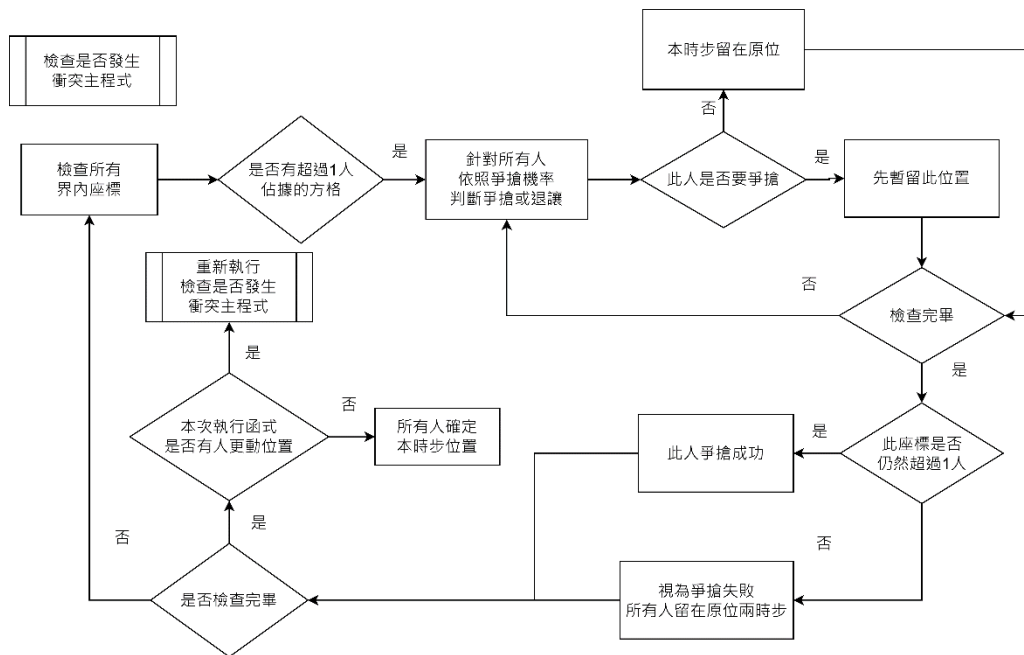 檢查是否發生
衝突主程式
檢查所有
界內座標
是否有超過1人
佔據的方格
是
針對所有人
依照爭搶機率
判斷爭搶或退讓
此人是否要爭搶
否
本時步留在原位
是
先暫留此位置
檢查完畢
否
是
此座標是否
仍然超過1人
是
此人爭搶成功
否
視為爭搶失敗
所有人留在原位兩時步
是否檢查完畢
否
是
本次執行函式
是否有人更動位置
是
重新執行
檢查是否發生
衝突主程式
否
所有人確定
本時步位置